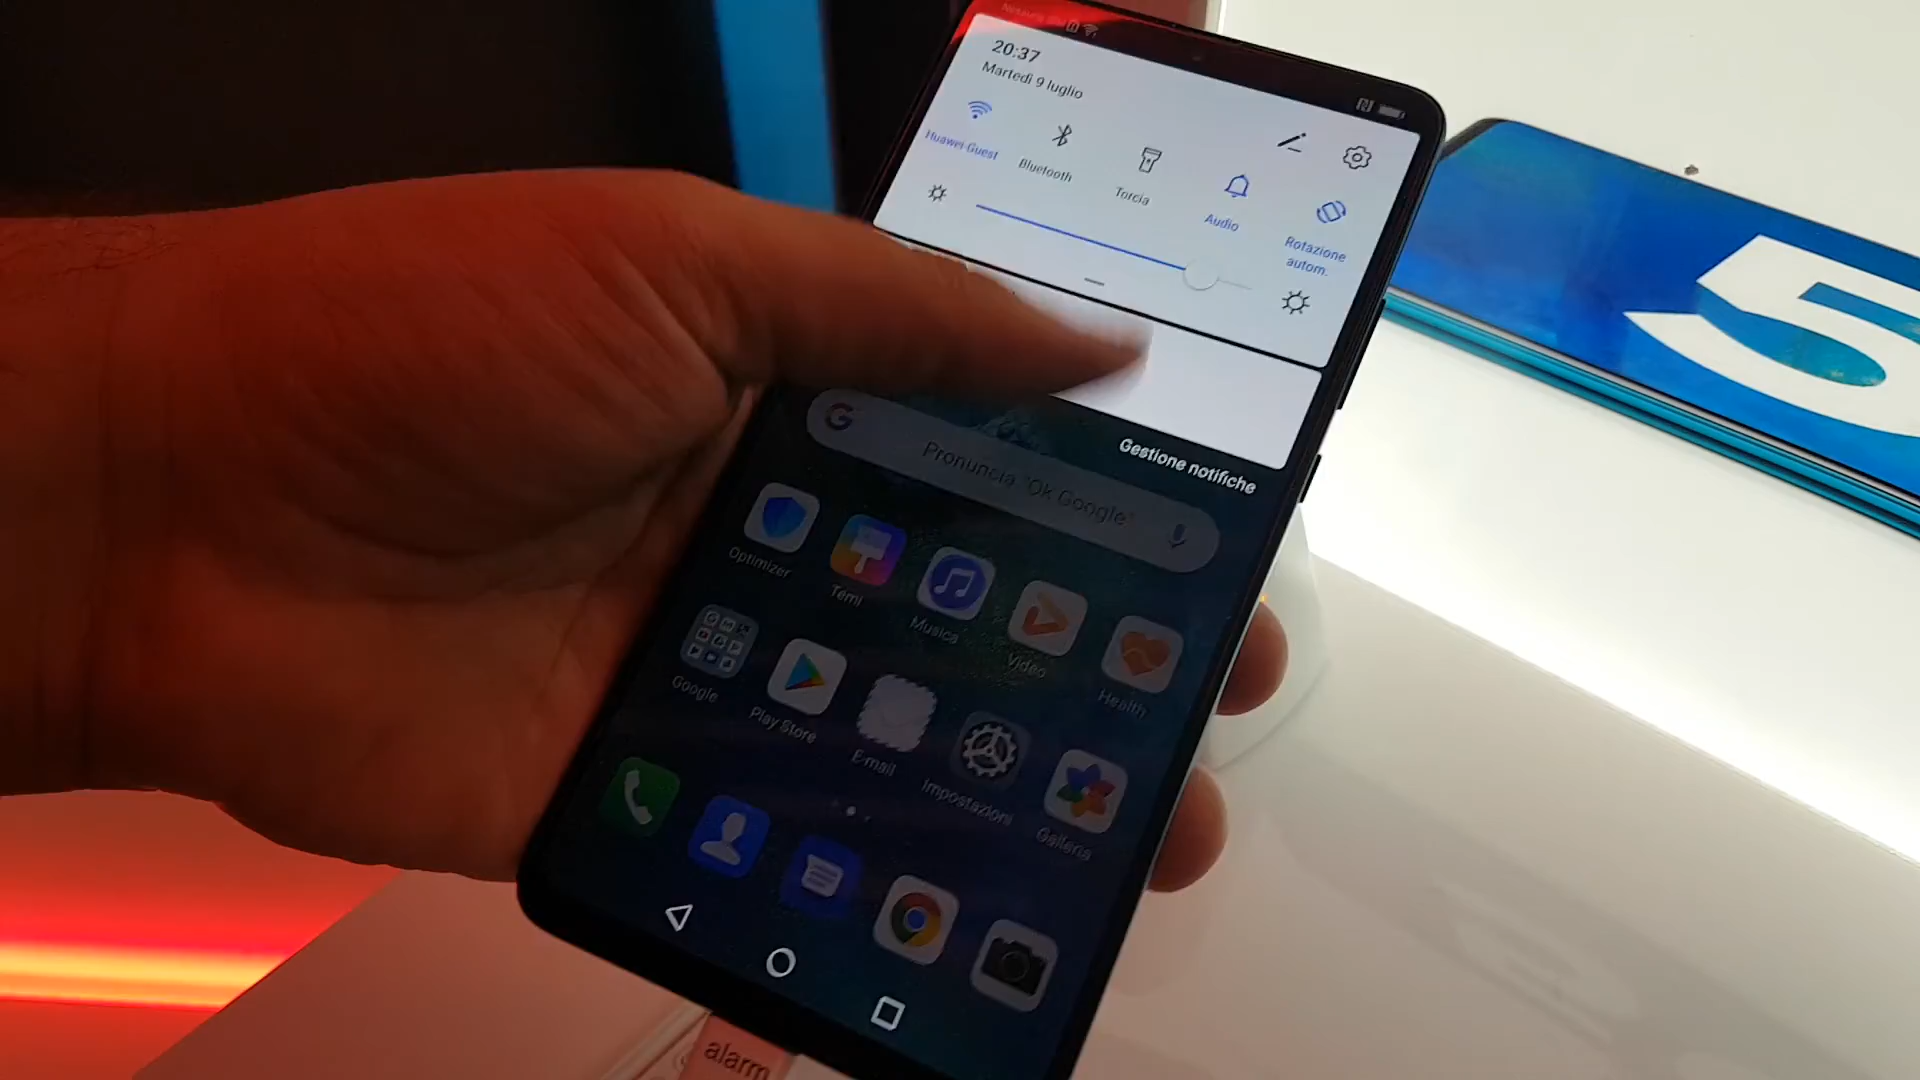 20:37
Martedì 9 luglio
Huawei Guest
Bluetooth
Torcia
Audio
Rotazione
autom.
Gestione notifiche
Pronuncia "Ok Google"
Optimizer
Temi
Musica
Video
Health
Google
Play Store
E-mail
Impostazioni
Galleria
alarm
5